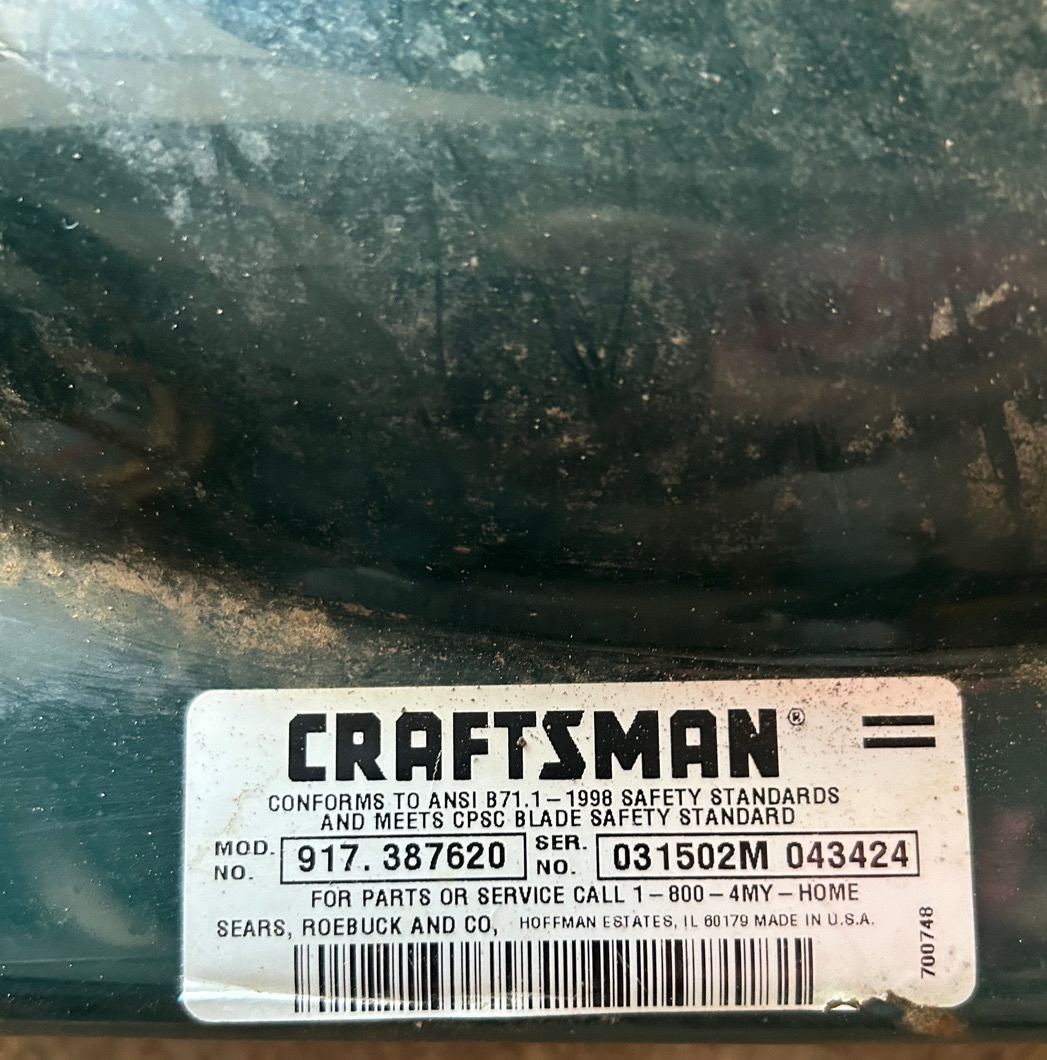 CRAFTSMAN®
CONFORMS TO ANSI B71.1-1998 SAFETY STANDARDS
AND MEETS CPSC BLADE SAFETY STANDARD
MOD. NO. 917. 387620 SER. NO. 031502M 043424
FOR PARTS OR SERVICE CALL 1-800-4MY-HOME
SEARS, ROEBUCK AND CO, HOFFMAN ESTATES, IL 60179 MADE IN U.S.A.
700748